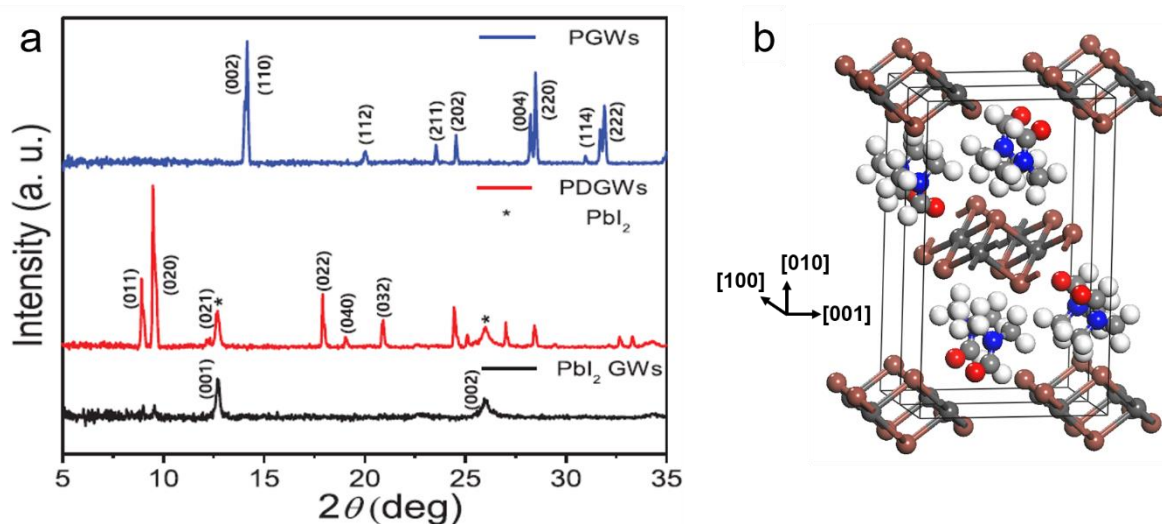 a
PGWs
(002)
(110)
(112)
(211)
(202)
(004)
(220)
(114)
(222)
PDGWs
* PbI₂
(011)
(020)
(021)
*
(022)
(040)
(032)
*
PbI₂ GWs
(001)
(002)
5 10 15 20 25 30 35
2θ (deg)
Intensity (a. u.)
b
[010]
[100]
[001]